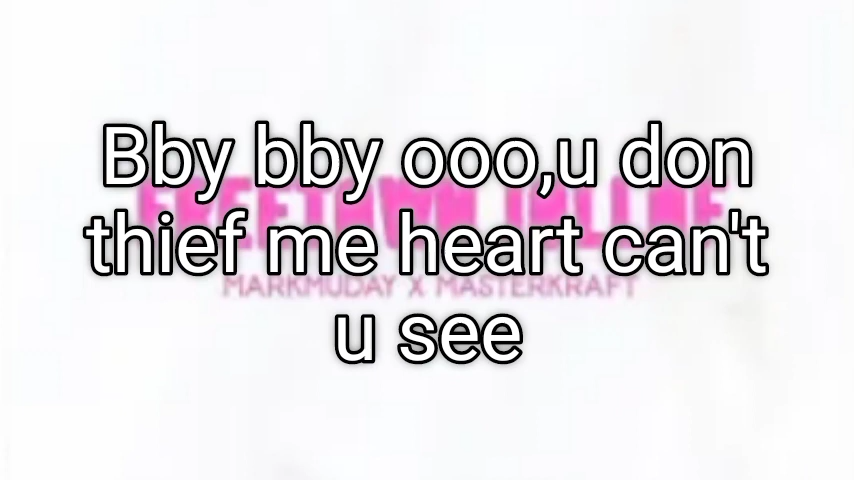 Bby bby ooo,u don
thief me heart can't
u see
MARKMUDAY X MASTERKRAFT